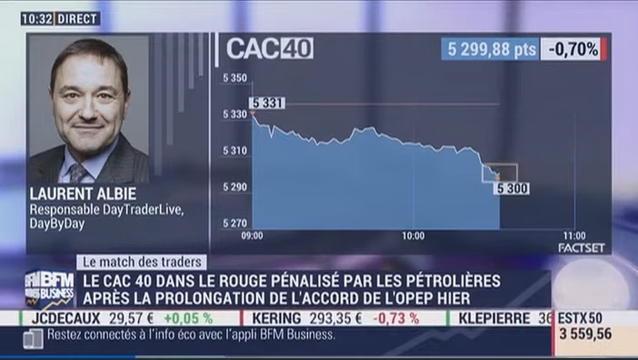 10:32 DIRECT
CAC40
5 299,88 pts -0,70%
5 350
5 331
5 330
5 310
5 300
5 290
5 270
09:00 10:00 11:00
FACTSET
LAURENT ALBIE
Responsable DayTraderLive,
DayByDay
Le match des traders
BFM
BUSINESS
LE CAC 40 DANS LE ROUGE PÉNALISÉ PAR LES PÉTROLIÈRES
APRÈS LA PROLONGATION DE L'ACCORD DE L'OPEP HIER
JCDECAUX 29,57 € +0,05 % KERING 293,35 € -0,73 % KLEPIERRE 36
ESTX50
3 559,56
Restez connectés à l'info éco avec l'appli BFM Business.